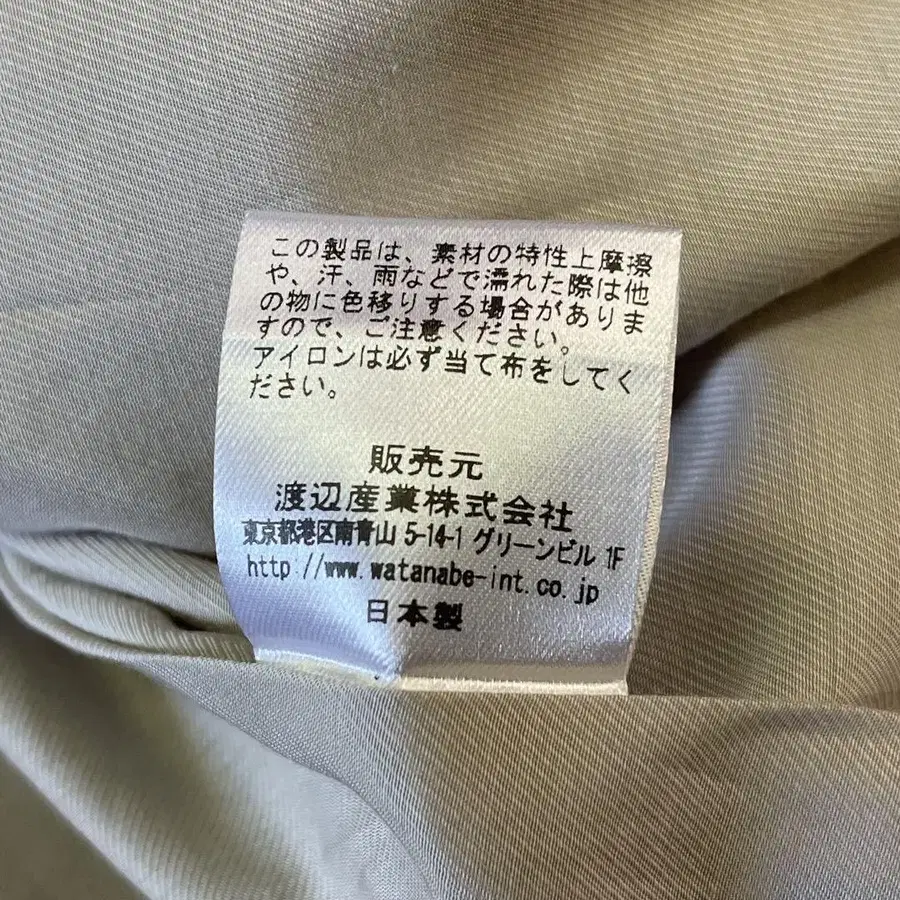 この製品は、素材の特性上摩擦
や、汗、雨などで濡れた際は他
の物に色移りする場合がありま
すので、ご注意ください。
アイロンは必ず当て布をしてく
ださい。
販売元
渡辺産業株式会社
東京都港区南青山 5-14-1 グリーンビル 1F
http://www.watanabe-int.co.jp
日本製